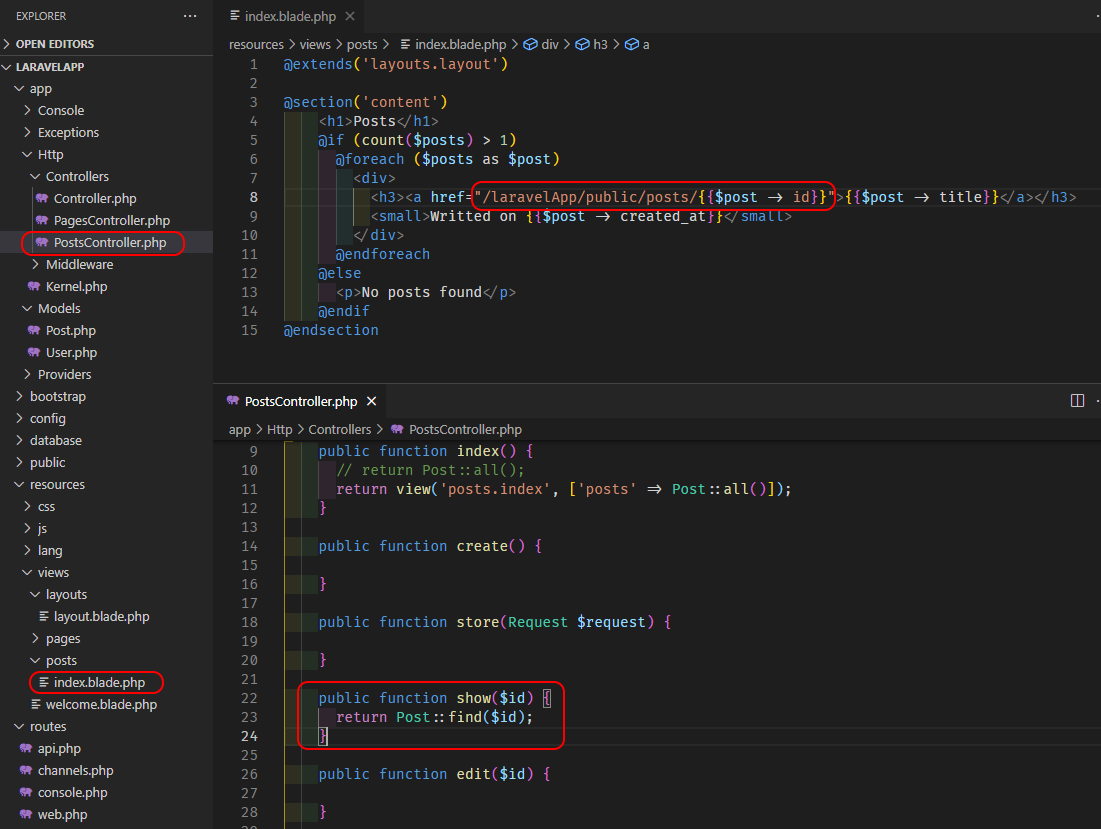 EXPLORER
···
OPEN EDITORS
LARAVELAPP
app
Console
Exceptions
Http
Controllers
Controller.php
PagesController.php
PostsController.php
Middleware
Kernel.php
Models
Post.php
User.php
Providers
bootstrap
config
database
public
resources
css
js
lang
views
layouts
layout.blade.php
pages
posts
index.blade.php
welcome.blade.php
routes
api.php
channels.php
console.php
web.php
index.blade.php
resources > views > posts > index.blade.php > div > h3 > a
1 @extends('layouts.layout')
2
3 @section('content')
4 <h1>Posts</h1>
5 @if (count($posts) > 1)
6 @foreach ($posts as $post)
7 <div>
8 <h3><a href="/laravelApp/public/posts/{{$post -> id}}">{{$post -> title}}</a></h3>
9 <small>Writted on {{$post -> created_at}}</small>
10 </div>
11 @endforeach
12 @else
13 <p>No posts found</p>
14 @endif
15 @endsection
PostsController.php
app > Http > Controllers > PostsController.php
9 public function index() {
10 // return Post::all();
11 return view('posts.index', ['posts' => Post::all()]);
12 }
13
14 public function create() {
15
16 }
17
18 public function store(Request $request) {
19
20 }
21
22 public function show($id) {
23 return Post::find($id);
24 }
25
26 public function edit($id) {
27
28 }